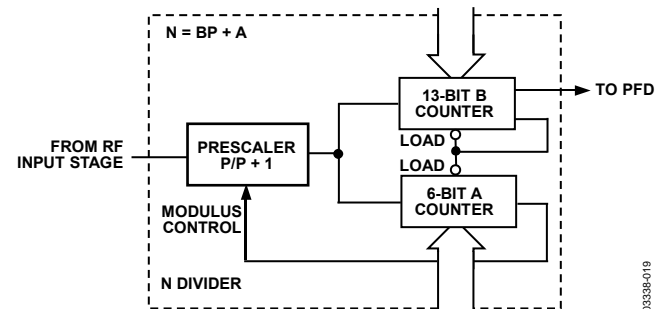 N = BP + A
13-BIT B
COUNTER
TO PFD
LOAD
LOAD
FROM RF
INPUT STAGE
PRESCALER
P/P + 1
6-BIT A
COUNTER
MODULUS
CONTROL
N DIVIDER
03338-019